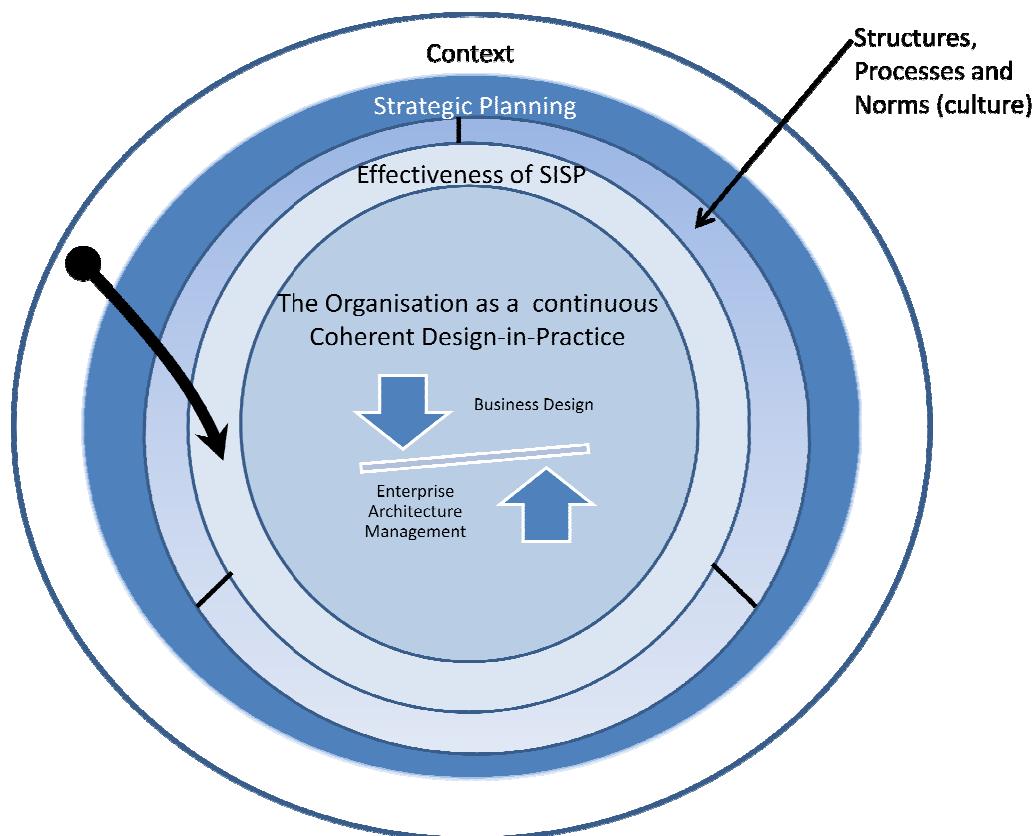 Context
Structures,
Processes and
Norms (culture)
Strategic Planning
Effectiveness of SISP
The Organisation as a continuous
Coherent Design-in-Practice
Business Design
Enterprise
Architecture
Management